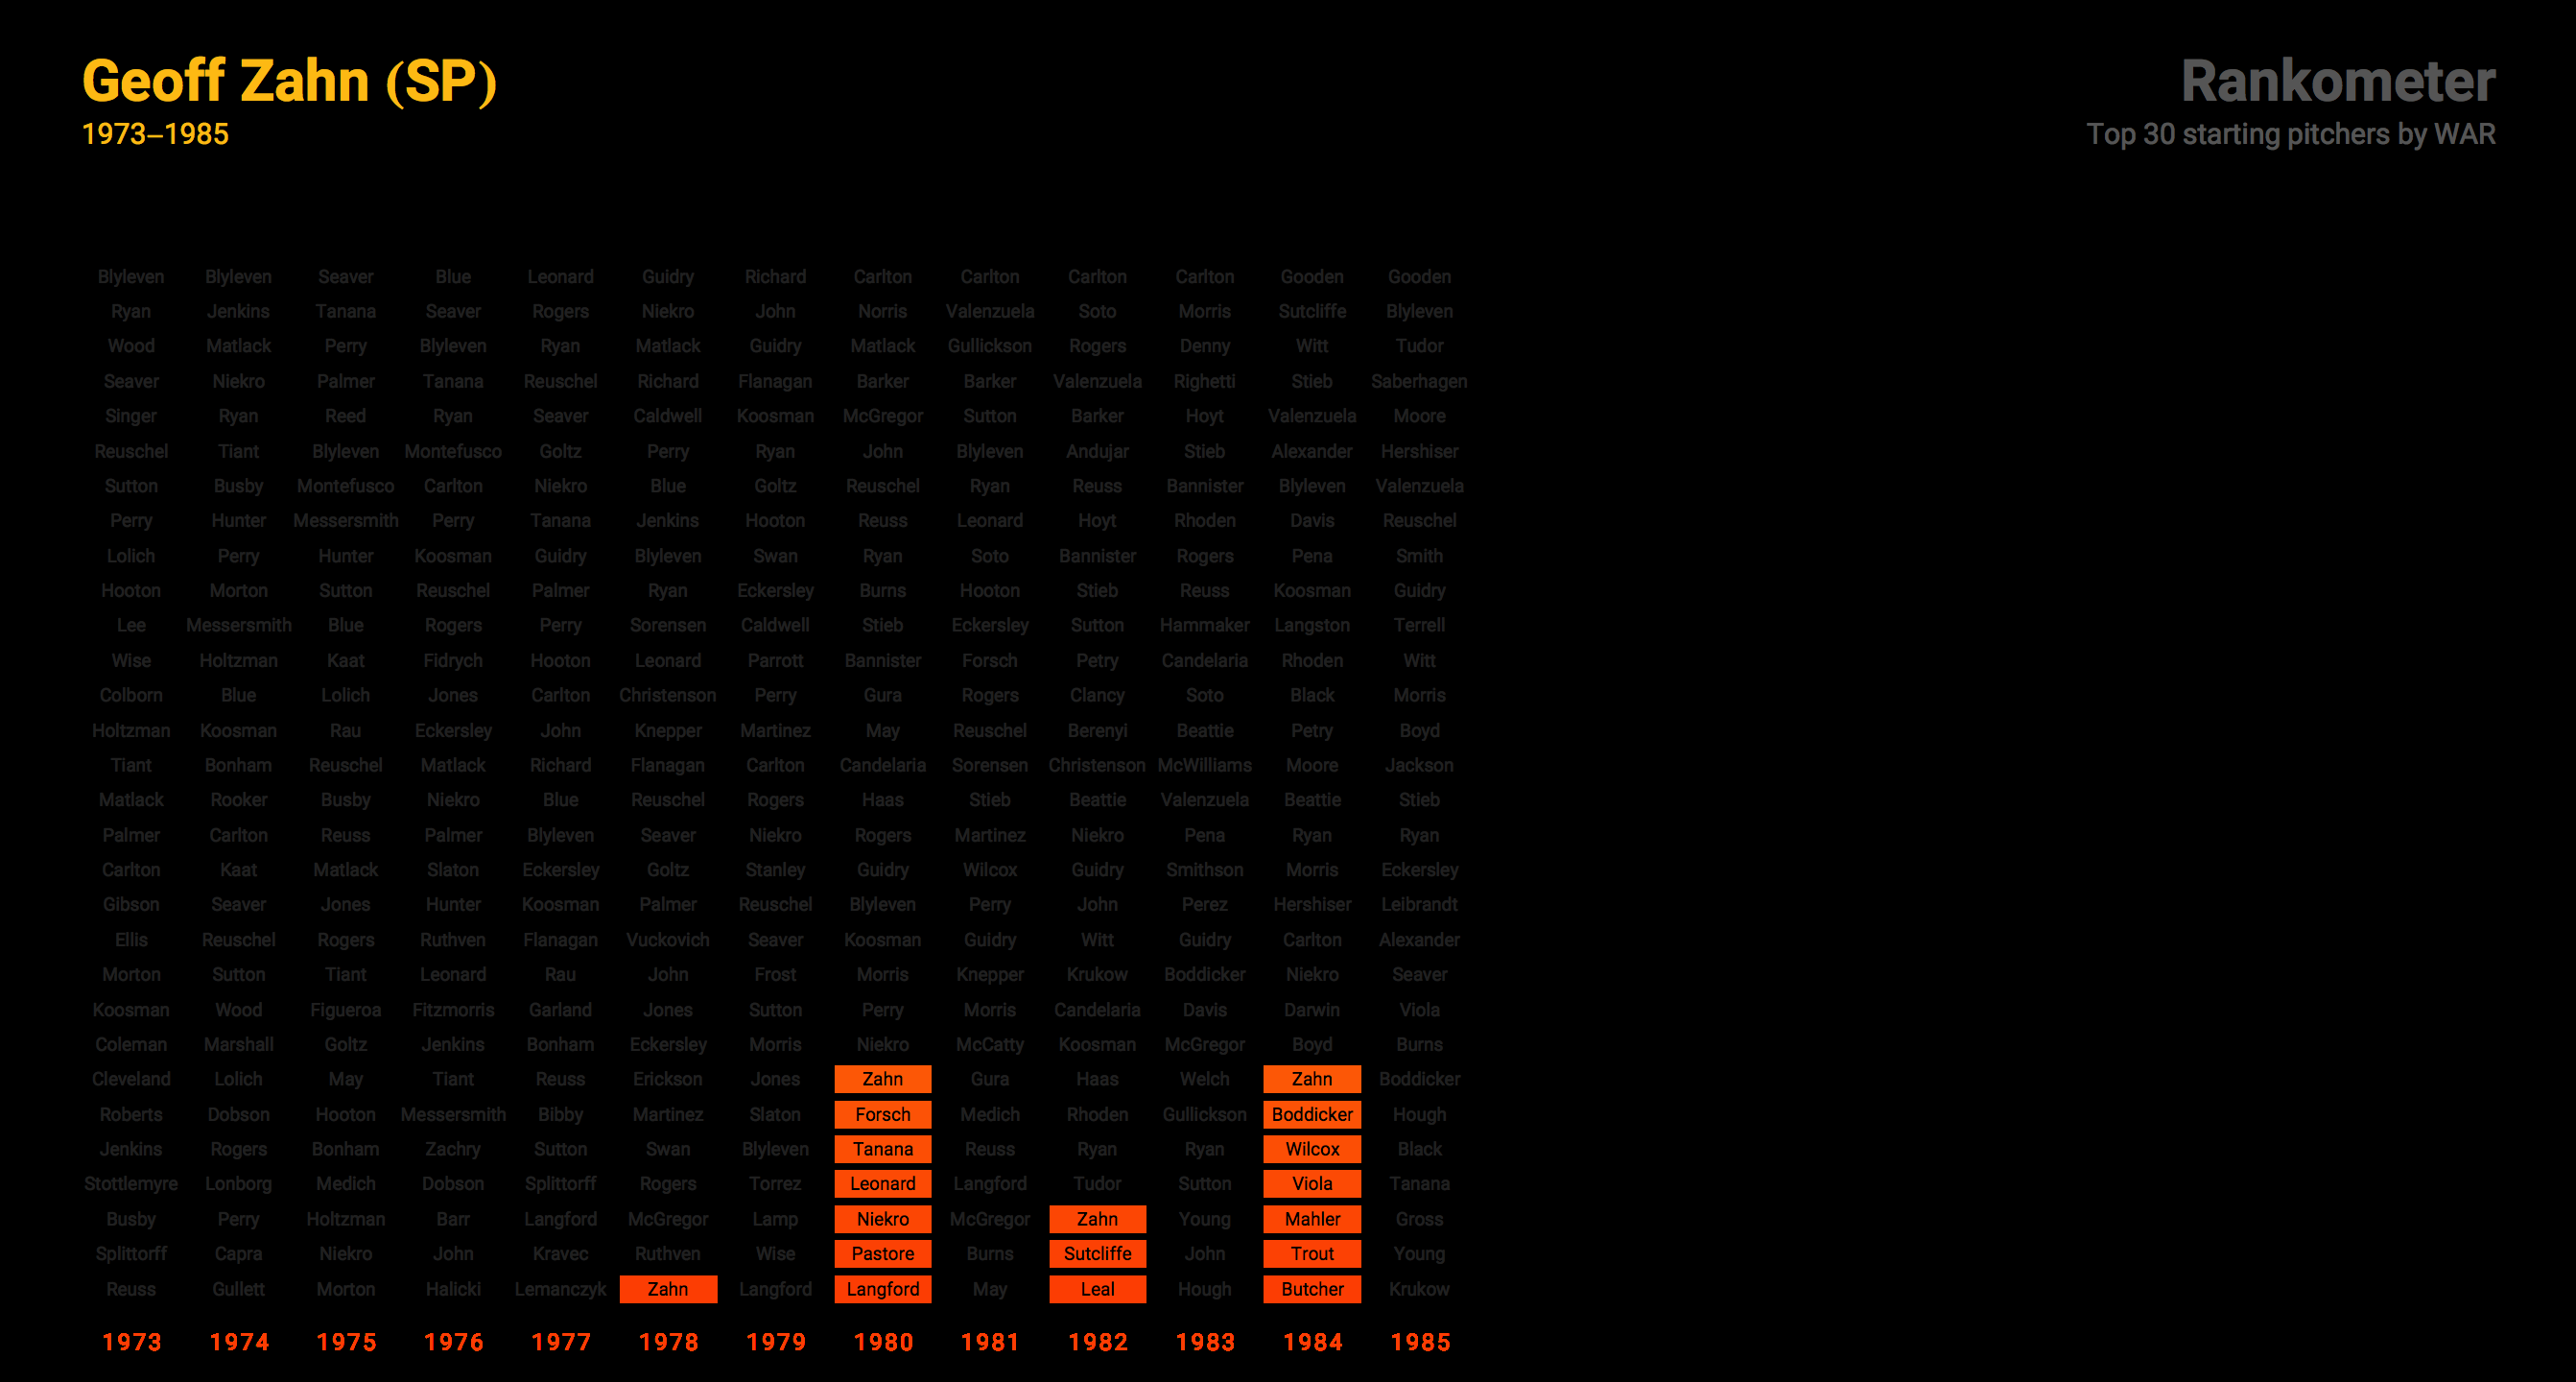 Geoff Zahn (SP)
1973–1985
Rankometer
Top 30 starting pitchers by WAR
Blyleven Blyleven Seaver Blue Leonard Guidry Richard Carlton Carlton Carlton Carlton Gooden Gooden
Ryan Jenkins Tanana Seaver Rogers Niekro John Norris Valenzuela Soto Morris Sutcliffe Blyleven
Wood Matlack Perry Blyleven Ryan Matlack Guidry Matlack Gullickson Rogers Denny Witt Tudor
Seaver Niekro Palmer Tanana Reuschel Richard Flanagan Barker Barker Valenzuela Righetti Stieb Saberhagen
Singer Ryan Reed Ryan Seaver Caldwell Koosman McGregor Sutton Barker Hoyt Valenzuela Moore
Reuschel Tiant Blyleven Montefusco Goltz Perry Ryan John Blyleven Andujar Stieb Alexander Hershiser
Sutton Busby Montefusco Carlton Niekro Blue Goltz Reuschel Ryan Reuss Bannister Blyleven Valenzuela
Perry Hunter Messersmith Perry Tanana Jenkins Hooton Reuss Leonard Hoyt Rhoden Davis Reuschel
Lolich Perry Hunter Koosman Guidry Blyleven Swan Ryan Soto Bannister Rogers Pena Smith
Hooton Morton Sutton Reuschel Palmer Ryan Eckersley Burns Hooton Stieb Reuss Koosman Guidry
Lee Messersmith Blue Rogers Perry Sorensen Caldwell Stieb Eckersley Sutton Hammaker Langston Terrell
Wise Holtzman Kaat Fidrych Hooton Leonard Parrott Bannister Forsch Petry Candelaria Rhoden Witt
Colborn Blue Lolich Jones Carlton Christenson Perry Gura Rogers Clancy Soto Black Morris
Holtzman Koosman Rau Eckersley John Knepper Martinez May Reuschel Berenyi Beattie Petry Boyd
Tiant Bonham Reuschel Matlack Richard Flanagan Carlton Candelaria Sorensen Christenson McWilliams Moore Jackson
Matlack Rooker Busby Niekro Blue Reuschel Rogers Haas Stieb Beattie Valenzuela Beattie Stieb
Palmer Carlton Reuss Palmer Blyleven Seaver Niekro Rogers Martinez Niekro Pena Ryan Ryan
Carlton Kaat Matlack Slaton Eckersley Goltz Stanley Guidry Wilcox Guidry Smithson Morris Eckersley
Gibson Seaver Jones Hunter Koosman Palmer Reuschel Blyleven Perry John Perez Hershiser Leibrandt
Ellis Reuschel Rogers Ruthven Flanagan Vuckovich Seaver Koosman Guidry Witt Guidry Carlton Alexander
Morton Sutton Tiant Leonard Rau John Frost Morris Knepper Krukow Boddicker Niekro Seaver
Koosman Wood Figueroa Fitzmorris Garland Jones Sutton Perry Morris Candelaria Davis Darwin Viola
Coleman Marshall Goltz Jenkins Bonham Eckersley Morris Niekro McCatty Koosman McGregor Boyd Burns
Cleveland Lolich May Tiant Reuss Erickson Jones Zahn Gura Haas Welch Zahn Boddicker
Roberts Dobson Hooton Messersmith Bibby Martinez Slaton Forsch Medich Rhoden Gullickson Boddicker Hough
Jenkins Rogers Bonham Zachry Sutton Swan Blyleven Tanana Reuss Ryan Ryan Wilcox Black
Stottlemyre Lonborg Medich Dobson Splittorff Rogers Torrez Leonard Langford Tudor Sutton Viola Tanana
Busby Perry Holtzman Barr Langford McGregor Lamp Niekro McGregor Zahn Young Mahler Gross
Splittorff Capra Niekro John Kravec Ruthven Wise Pastore Burns Sutcliffe John Trout Young
Reuss Gullett Morton Halicki Lemanczyk Zahn Langford Langford May Leal Hough Butcher Krukow
1973 1974 1975 1976 1977 1978 1979 1980 1981 1982 1983 1984 1985